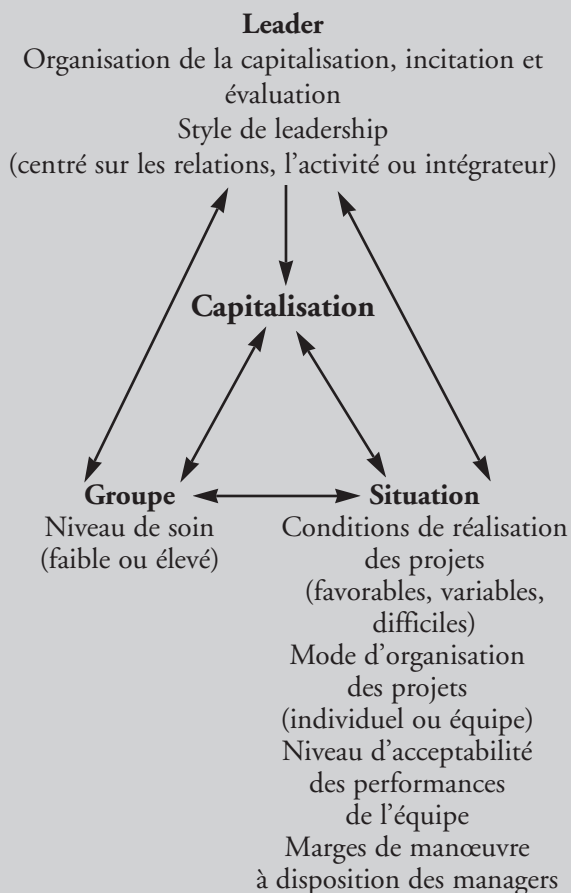 Leader
Organisation de la capitalisation, incitation et
évaluation
Style de leadership
(centré sur les relations, l’activité ou intégrateur)
Capitalisation
Groupe
Niveau de soin
(faible ou élevé)
Situation
Conditions de réalisation
des projets
(favorables, variables,
difficiles)
Mode d’organisation
des projets
(individuel ou équipe)
Niveau d’acceptabilité
des performances
de l’équipe
Marges de manœuvre
à disposition des managers